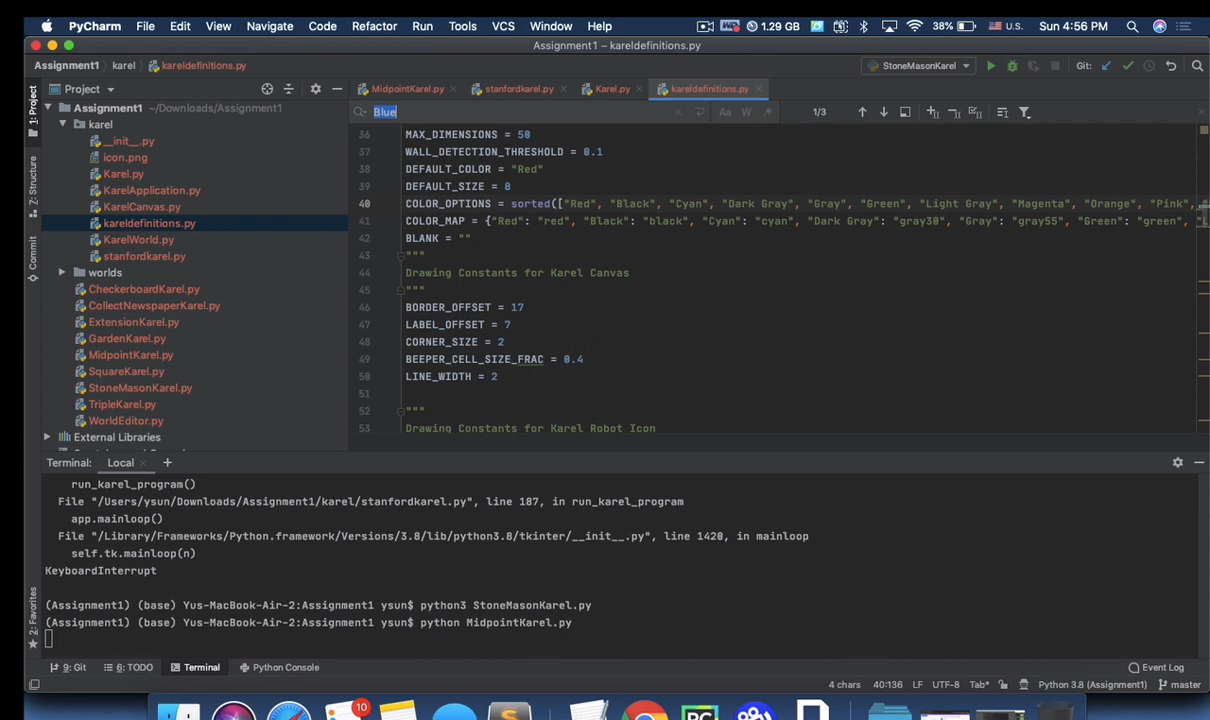 PyCharm File Edit View Navigate Code Refactor Run Tools VCS Window Help 1.29 GB 38% U.S. Sun 4:56 PM
Assignment1 – kareldefinitions.py
Assignment1 karel kareldefinitions.py StoneMasonKarel Git:
Project MidpointKarel.py stanfordkarel.py Karel.py kareldefinitions.py
1: Project
Assignment1 ~/Downloads/Assignment1
karel
__init__.py
icon.png
Karel.py
KarelApplication.py
KarelCanvas.py
kareldefinitions.py
KarelWorld.py
stanfordkarel.py
worlds
CheckerboardKarel.py
CollectNewspaperKarel.py
ExtensionKarel.py
GardenKarel.py
MidpointKarel.py
SquareKarel.py
StoneMasonKarel.py
TripleKarel.py
WorldEditor.py
External Libraries
7: Structure
Commit
2: Favorites
Blue Aa W .* 1/3
36 MAX_DIMENSIONS = 50
37 WALL_DETECTION_THRESHOLD = 0.1
38 DEFAULT_COLOR = "Red"
39 DEFAULT_SIZE = 8
40 COLOR_OPTIONS = sorted(["Red", "Black", "Cyan", "Dark Gray", "Gray", "Green", "Light Gray", "Magenta", "Orange", "Pink",
41 COLOR_MAP = {"Red": "red", "Black": "black", "Cyan": "cyan", "Dark Gray": "gray30", "Gray": "gray55", "Green": "green",
42 BLANK = ""
43 """
44 Drawing Constants for Karel Canvas
45 """
46 BORDER_OFFSET = 17
47 LABEL_OFFSET = 7
48 CORNER_SIZE = 2
49 BEEPER_CELL_SIZE_FRAC = 0.4
50 LINE_WIDTH = 2
51
52 """
53 Drawing Constants for Karel Robot Icon
Terminal: Local
run_karel_program()
File "/Users/ysun/Downloads/Assignment1/karel/stanfordkarel.py", line 187, in run_karel_program
app.mainloop()
File "/Library/Frameworks/Python.framework/Versions/3.8/lib/python3.8/tkinter/__init__.py", line 1420, in mainloop
self.tk.mainloop(n)
KeyboardInterrupt
(Assignment1) (base) Yus-MacBook-Air-2:Assignment1 ysun$ python3 StoneMasonKarel.py
(Assignment1) (base) Yus-MacBook-Air-2:Assignment1 ysun$ python MidpointKarel.py
9: Git 6: TODO Terminal Python Console Event Log
4 chars 40:136 LF UTF-8 Tab* Python 3.8 (Assignment1) master
10
PC